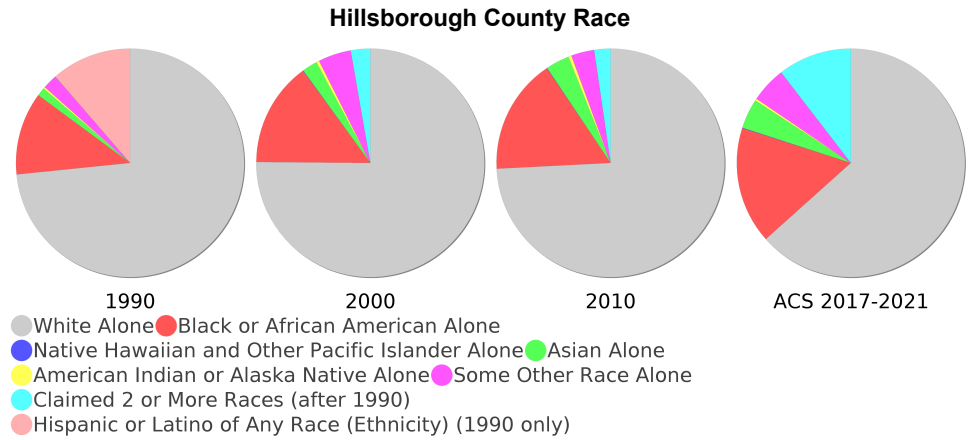 Hillsborough County Race
1990 2000 2010 ACS 2017-2021
White Alone Black or African American Alone
Native Hawaiian and Other Pacific Islander Alone Asian Alone
American Indian or Alaska Native Alone Some Other Race Alone
Claimed 2 or More Races (after 1990)
Hispanic or Latino of Any Race (Ethnicity) (1990 only)